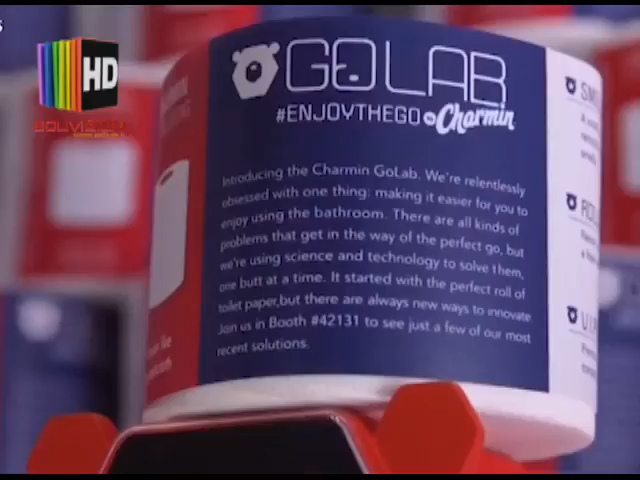 HD
GOLAB
#ENJOYTHEGO by Charmin
Introducing the Charmin GoLab. We're relentlessly
obsessed with one thing: making it easier for you to
enjoy using the bathroom. There are all kinds of
problems that get in the way of the perfect go, but
we're using science and technology to solve them,
one butt at a time. It started with the perfect roll of
toilet paper,but there are always new ways to innovate
Join us in Booth #42131 to see just a few of our most
recent solutions.